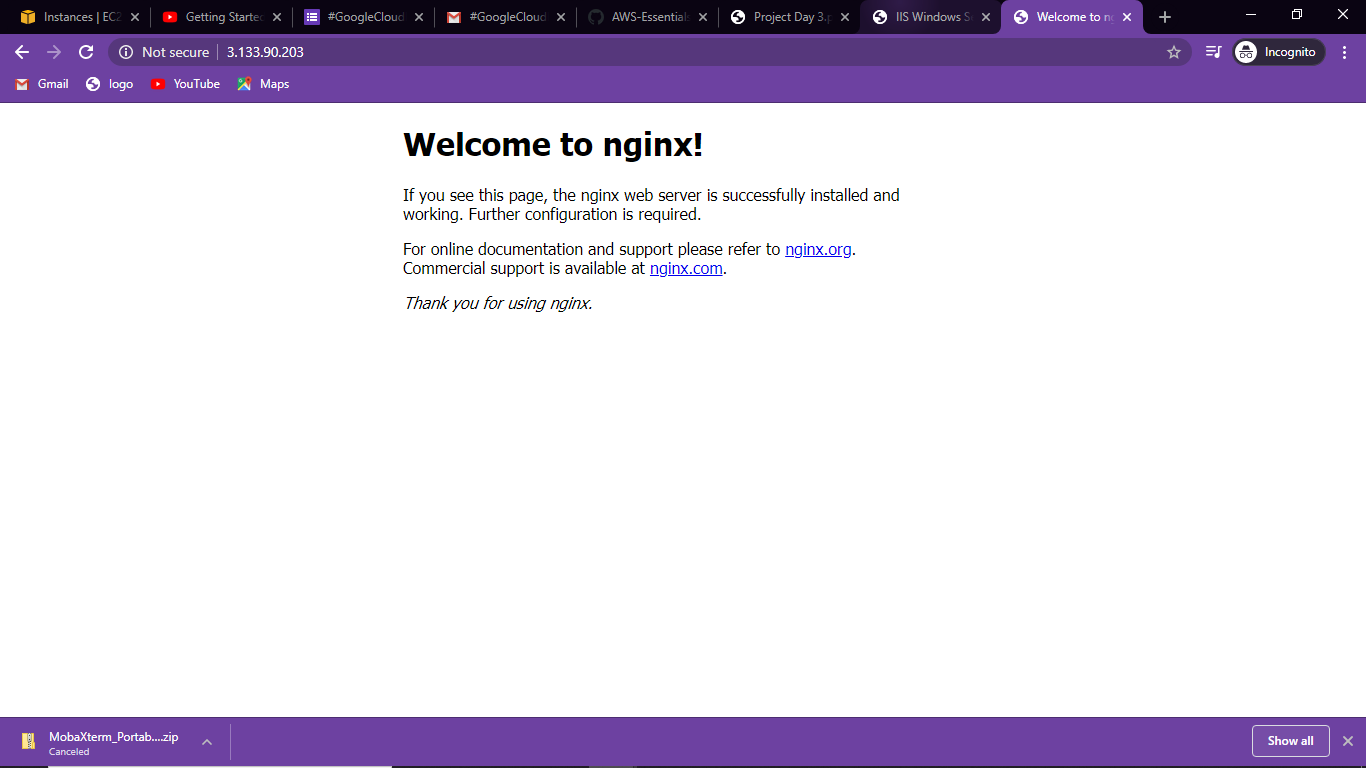 Instances | EC2
Getting Started
#GoogleCloud
#GoogleCloud
AWS-Essentials
Project Day 3.p
IIS Windows Se
Welcome to ng
Not secure
3.133.90.203
Incognito
Gmail
logo
YouTube
Maps
Welcome to nginx!
If you see this page, the nginx web server is successfully installed and
working. Further configuration is required.
For online documentation and support please refer to nginx.org.
Commercial support is available at nginx.com.
Thank you for using nginx.
MobaXterm_Portab....zip
Canceled
Show all